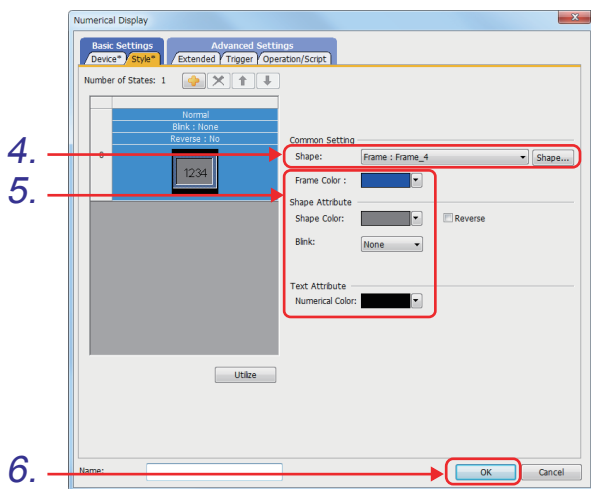 Numerical Display
Basic Settings Advanced Settings
Device* Style* Extended Trigger Operation/Script
Number of States: 1
Normal
Blink : None
Reverse : No
0
1234
Common Setting
4. Shape: Frame : Frame_4 Shape...
5. Frame Color :
Shape Attribute
Shape Color: Reverse
Blink: None
Text Attribute
Numerical Color:
Utilize
6. Name: OK Cancel